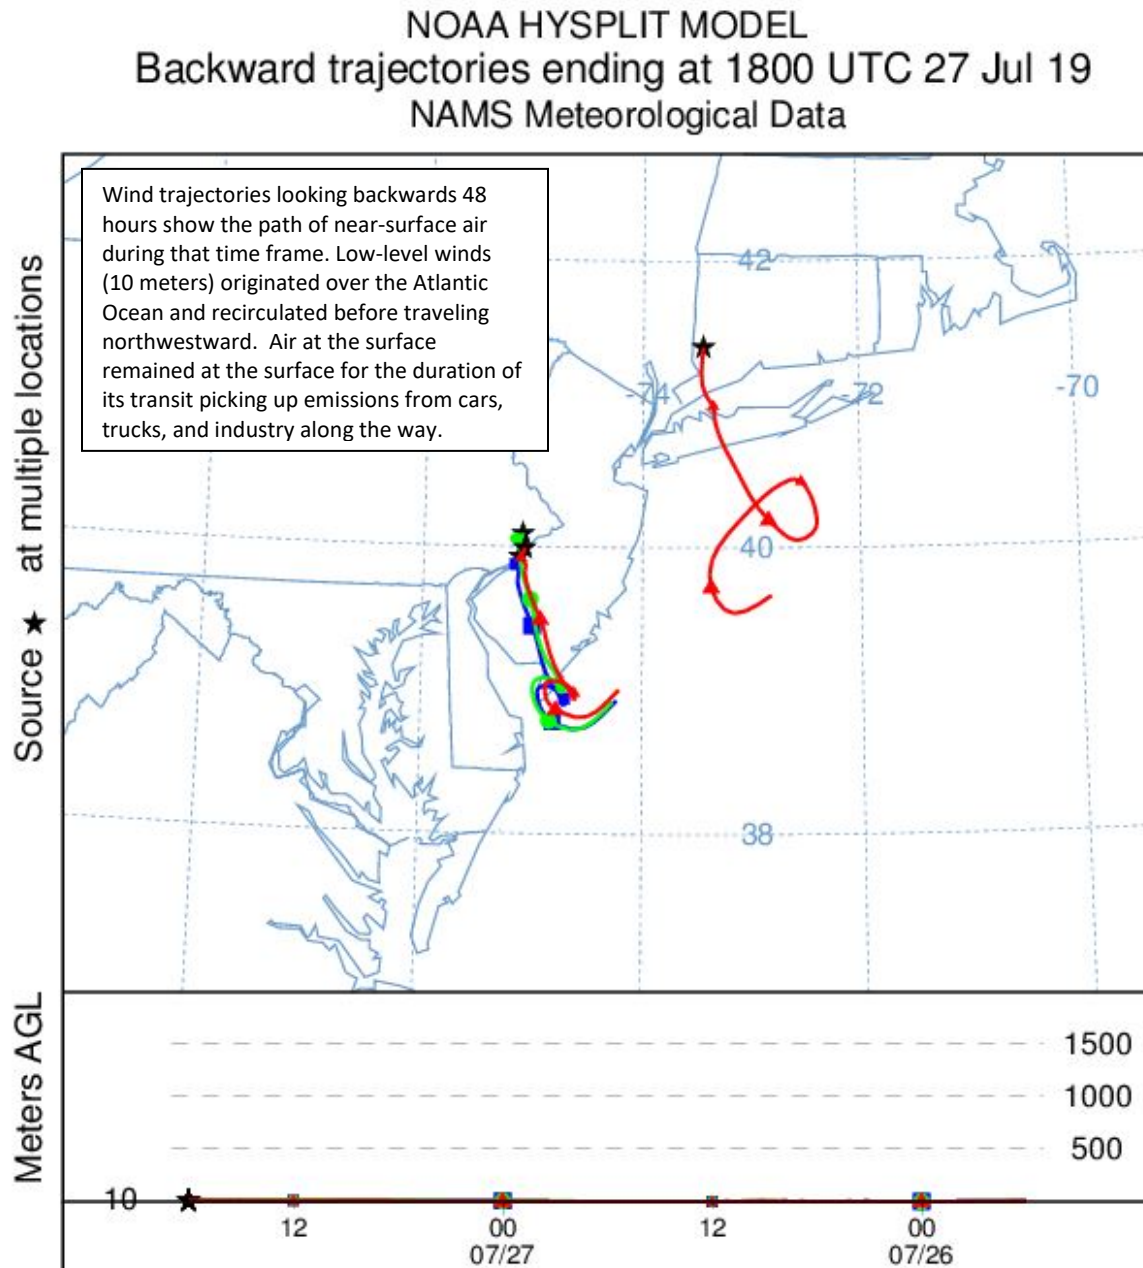 NOAA HYSPLIT MODEL
Backward trajectories ending at 1800 UTC 27 Jul 19
NAMS Meteorological Data
Wind trajectories looking backwards 48
hours show the path of near-surface air
during that time frame. Low-level winds
(10 meters) originated over the Atlantic
Ocean and recirculated before traveling
northwestward.  Air at the surface
remained at the surface for the duration of
its transit picking up emissions from cars,
trucks, and industry along the way.
Source ★ at multiple locations
42
-74
-72
-70
40
38
Meters AGL
1500
1000
500
10
12
00
12
00
07/27
07/26